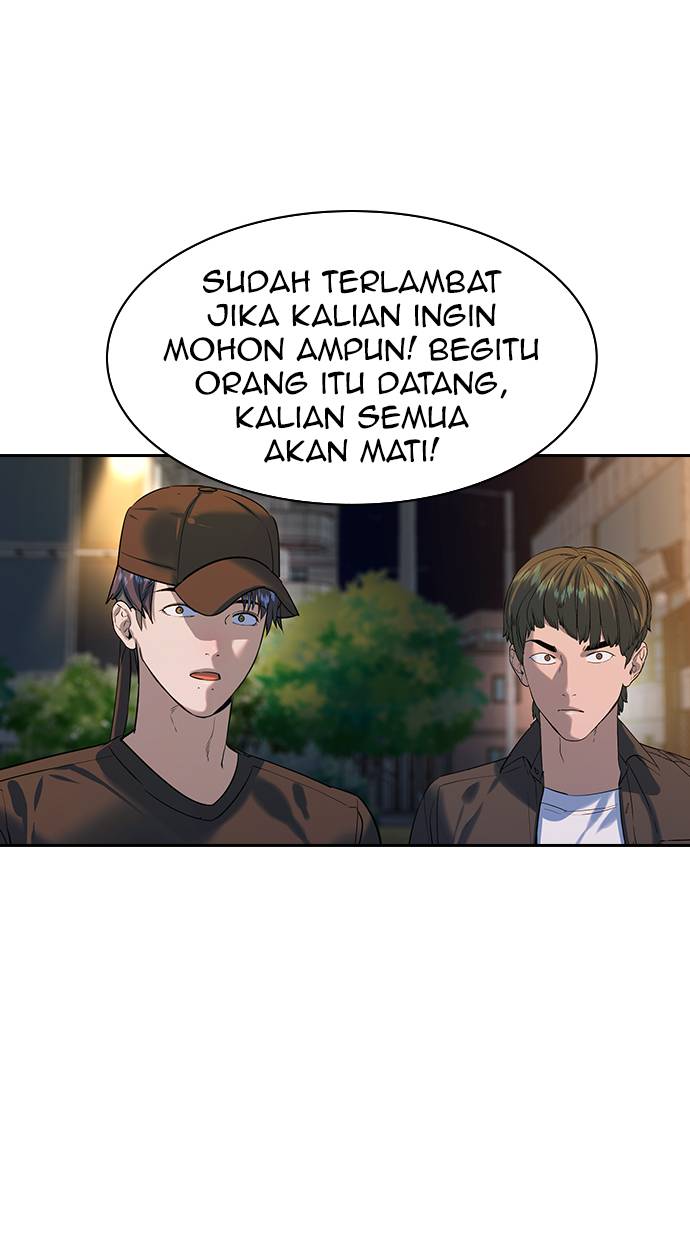 SUDAH TERLAMBAT
JIKA KALIAN INGIN
MOHON AMPUN! BEGITU
ORANG ITU DATANG,
KALIAN SEMUA
AKAN MATI!